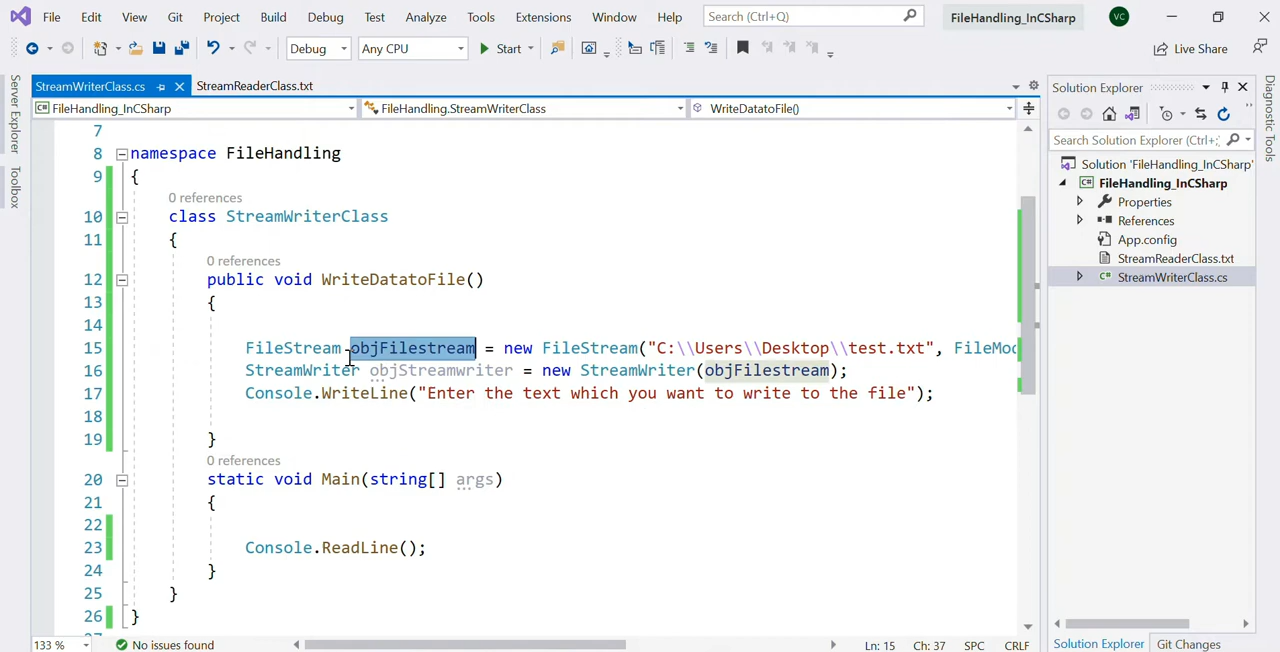 File Edit View Git Project Build Debug Test Analyze Tools Extensions Window Help Search (Ctrl+Q) FileHandling_InCSharp VC
Debug Any CPU Start Live Share
Server Explorer
Toolbox
StreamWriterClass.cs StreamReaderClass.txt
FileHandling_InCSharp FileHandling.StreamWriterClass WriteDatatoFile()
7
8 namespace FileHandling
9 {
0 references
10 class StreamWriterClass
11 {
0 references
12 public void WriteDatatoFile()
13 {
14
15 FileStream objFilestream = new FileStream("C:\\Users\\Desktop\\test.txt", FileMod
16 StreamWriter objStreamwriter = new StreamWriter(objFilestream);
17 Console.WriteLine("Enter the text which you want to write to the file");
18
19 }
0 references
20 static void Main(string[] args)
21 {
22
23 Console.ReadLine();
24 }
25 }
26 }
133 % No issues found Ln: 15 Ch: 37 SPC CRLF
Solution Explorer
Search Solution Explorer (Ctrl+;
Solution 'FileHandling_InCSharp'
C# FileHandling_InCSharp
Properties
References
App.config
StreamReaderClass.txt
C# StreamWriterClass.cs
Solution Explorer Git Changes
Diagnostic Tools